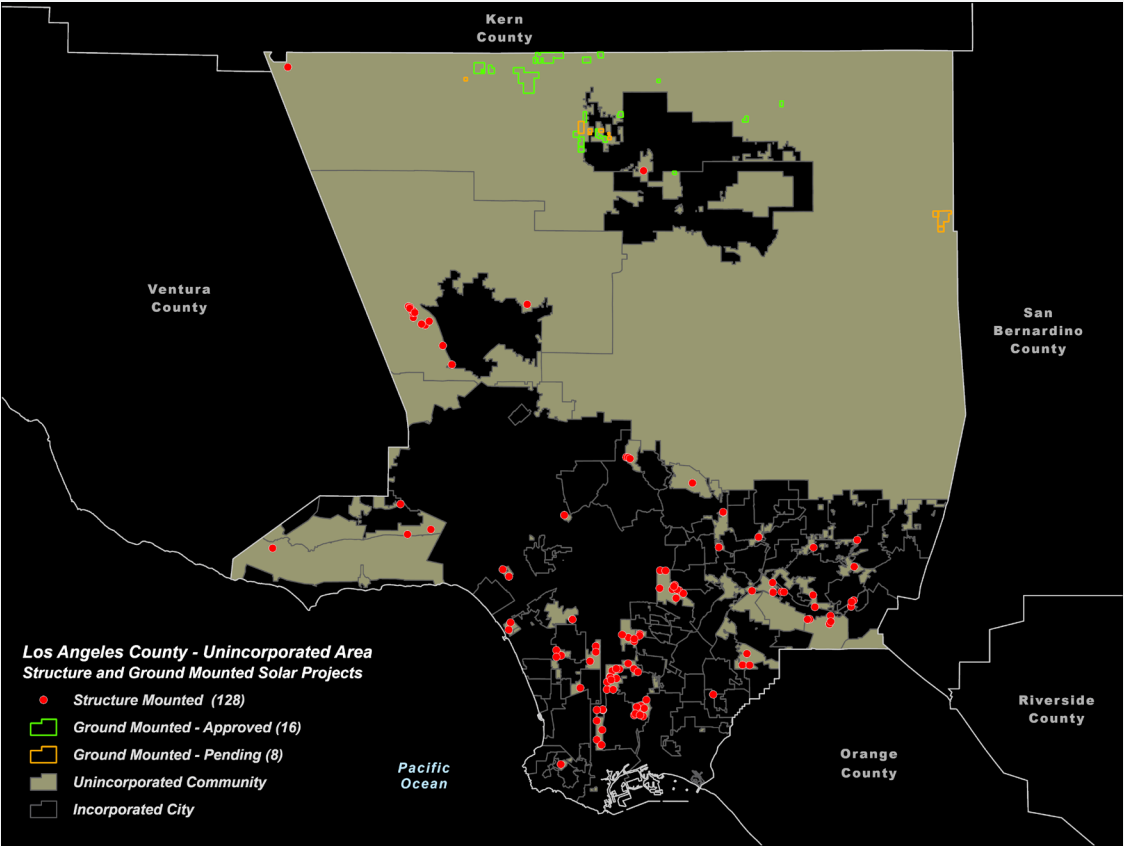 Kern
County
Ventura
County
San
Bernardino
County
Los Angeles County - Unincorporated Area
Structure and Ground Mounted Solar Projects
Structure Mounted (128)
Ground Mounted - Approved (16)
Ground Mounted - Pending (8)
Unincorporated Community
Incorporated City
Pacific
Ocean
Orange
County
Riverside
County